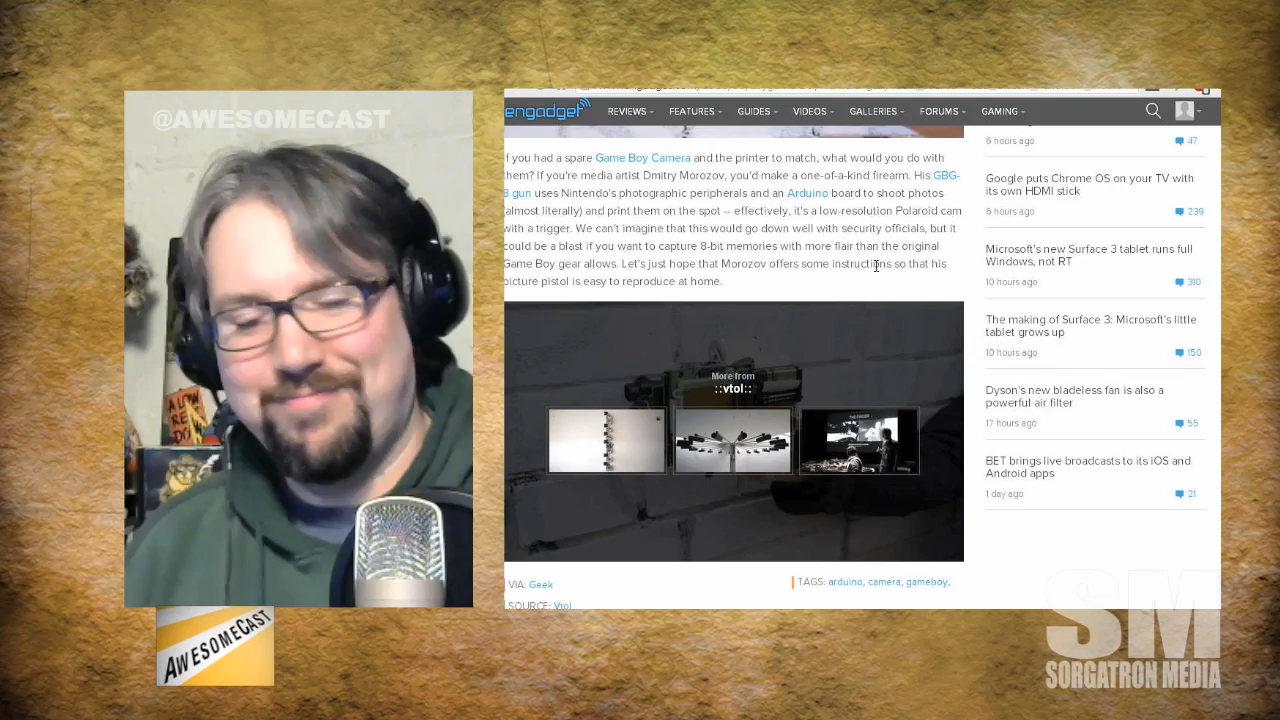 @AWESOMECAST
engadget
REVIEWS
FEATURES
GUIDES
VIDEOS
GALLERIES
FORUMS
GAMING
f you had a spare Game Boy Camera and the printer to match, what would you do with
them? If you're media artist Dmitry Morozov, you'd make a one-of-a-kind firearm. His GBG-
8 gun uses Nintendo's photographic peripherals and an Arduino board to shoot photos
(almost literally) and print them on the spot -- effectively, it's a low-resolution Polaroid cam
with a trigger. We can't imagine that this would go down well with security officials, but it
could be a blast if you want to capture 8-bit memories with more flair than the original
Game Boy gear allows. Let's just hope that Morozov offers some instructions so that his
picture pistol is easy to reproduce at home.
More from
::vtol::
VIA: Geek
SOURCE: Vtol
TAGS: arduino, camera, gameboy,
6 hours ago 47
Google puts Chrome OS on your TV with
its own HDMI stick
6 hours ago 239
Microsoft's new Surface 3 tablet runs full
Windows, not RT
10 hours ago 310
The making of Surface 3: Microsoft's little
tablet grows up
10 hours ago 150
Dyson's new bladeless fan is also a
powerful air filter
17 hours ago 55
BET brings live broadcasts to its iOS and
Android apps
1 day ago 21
AWESOMECAST
SM
SORGATRON MEDIA